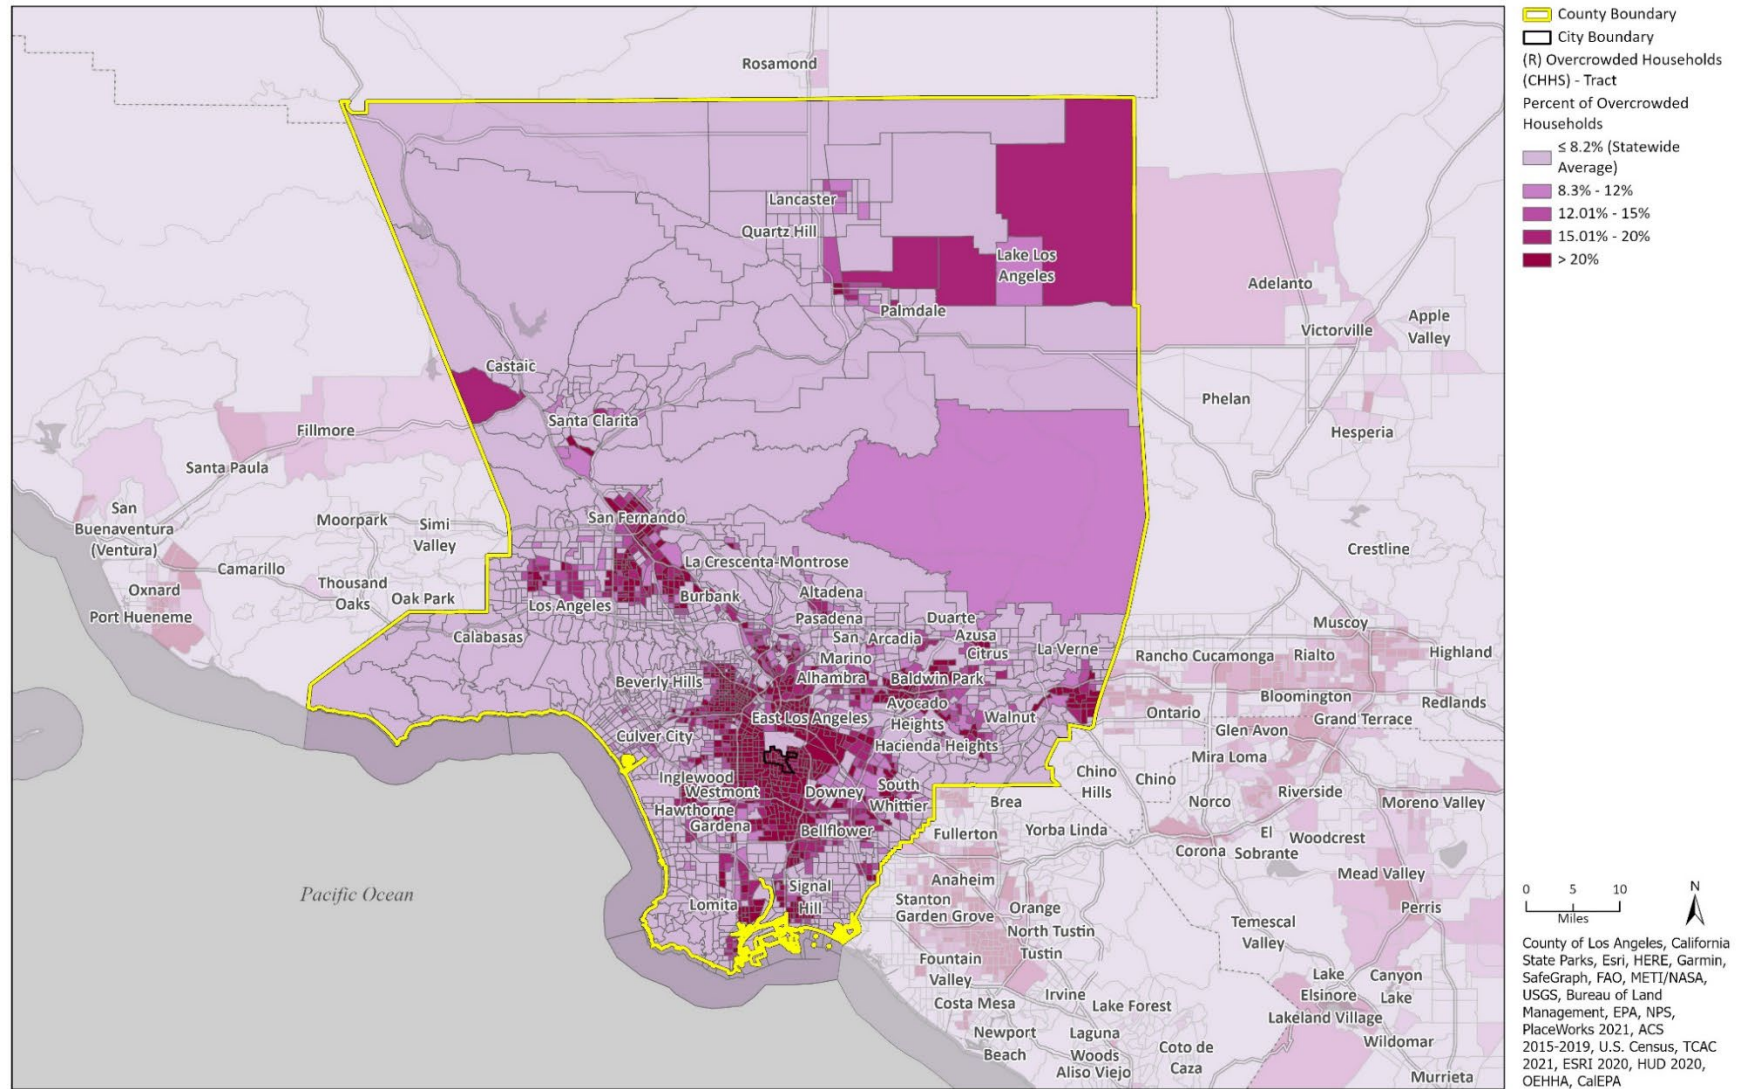 County Boundary
City Boundary
(R) Overcrowded Households
(CHHS) - Tract
Percent of Overcrowded
Households
≤ 8.2% (Statewide
Average)
8.3% - 12%
12.01% - 15%
15.01% - 20%
> 20%
Rosamond
Lancaster
Quartz Hill
Lake Los
Angeles
Palmdale
Adelanto
Victorville
Apple
Valley
Castaic
Santa Clarita
Phelan
Hesperia
Fillmore
Santa Paula
San
Buenaventura
(Ventura)
Moorpark
Simi
Valley
San Fernando
Crestline
Camarillo
Thousand
Oaks
Oak Park
Oxnard
Port Hueneme
La Crescenta-Montrose
Burbank
Altadena
Los Angeles
Calabasas
Pasadena
Duarte
San
Marino
Arcadia
Azusa
Citrus
La Verne
Muscoy
Rancho Cucamonga
Rialto
Highland
Beverly Hills
Alhambra
Baldwin Park
Bloomington
Redlands
East Los Angeles
Avocado
Heights
Walnut
Ontario
Grand Terrace
Glen Avon
Culver City
Hacienda Heights
Mira Loma
Inglewood
Westmont
Downey
South
Whittier
Chino
Hills
Chino
Norco
Riverside
Moreno Valley
Hawthorne
Gardena
Bellflower
Brea
Fullerton
Yorba Linda
Corona
El
Sobrante
Woodcrest
Mead Valley
Pacific Ocean
Lomita
Signal
Hill
Anaheim
Stanton
Garden Grove
Orange
North Tustin
Tustin
Perris
Temescal
Valley
Fountain
Valley
Costa Mesa
Irvine
Lake Forest
Lake
Elsinore
Canyon
Lake
Lakeland Village
Wildomar
Newport
Beach
Laguna
Woods
Aliso Viejo
Coto de
Caza
Murrieta
0 5 10
Miles
N
County of Los Angeles, California
State Parks, Esri, HERE, Garmin,
SafeGraph, FAO, METI/NASA,
USGS, Bureau of Land
Management, EPA, NPS,
PlaceWorks 2021, ACS
2015-2019, U.S. Census, TCAC
2021, ESRI 2020, HUD 2020,
OEHHA, CalEPA